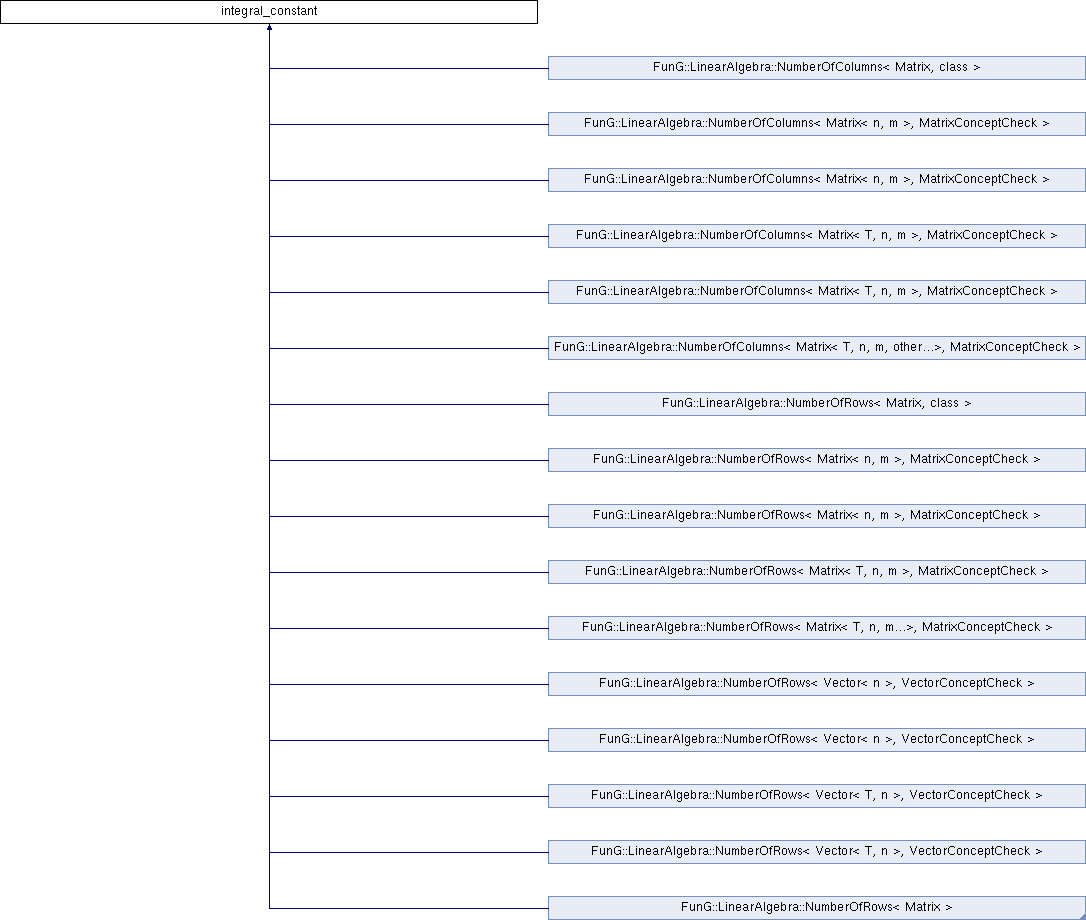 integral_constant
FunG::LinearAlgebra::NumberOfColumns< Matrix, class >
FunG::LinearAlgebra::NumberOfColumns< Matrix< n, m >, MatrixConceptCheck >
FunG::LinearAlgebra::NumberOfColumns< Matrix< n, m >, MatrixConceptCheck >
FunG::LinearAlgebra::NumberOfColumns< Matrix< T, n, m >, MatrixConceptCheck >
FunG::LinearAlgebra::NumberOfColumns< Matrix< T, n, m >, MatrixConceptCheck >
FunG::LinearAlgebra::NumberOfColumns< Matrix< T, n, m, other...>, MatrixConceptCheck >
FunG::LinearAlgebra::NumberOfRows< Matrix, class >
FunG::LinearAlgebra::NumberOfRows< Matrix< n, m >, MatrixConceptCheck >
FunG::LinearAlgebra::NumberOfRows< Matrix< n, m >, MatrixConceptCheck >
FunG::LinearAlgebra::NumberOfRows< Matrix< T, n, m >, MatrixConceptCheck >
FunG::LinearAlgebra::NumberOfRows< Matrix< T, n, m...>, MatrixConceptCheck >
FunG::LinearAlgebra::NumberOfRows< Vector< n >, VectorConceptCheck >
FunG::LinearAlgebra::NumberOfRows< Vector< n >, VectorConceptCheck >
FunG::LinearAlgebra::NumberOfRows< Vector< T, n >, VectorConceptCheck >
FunG::LinearAlgebra::NumberOfRows< Vector< T, n >, VectorConceptCheck >
FunG::LinearAlgebra::NumberOfRows< Matrix >